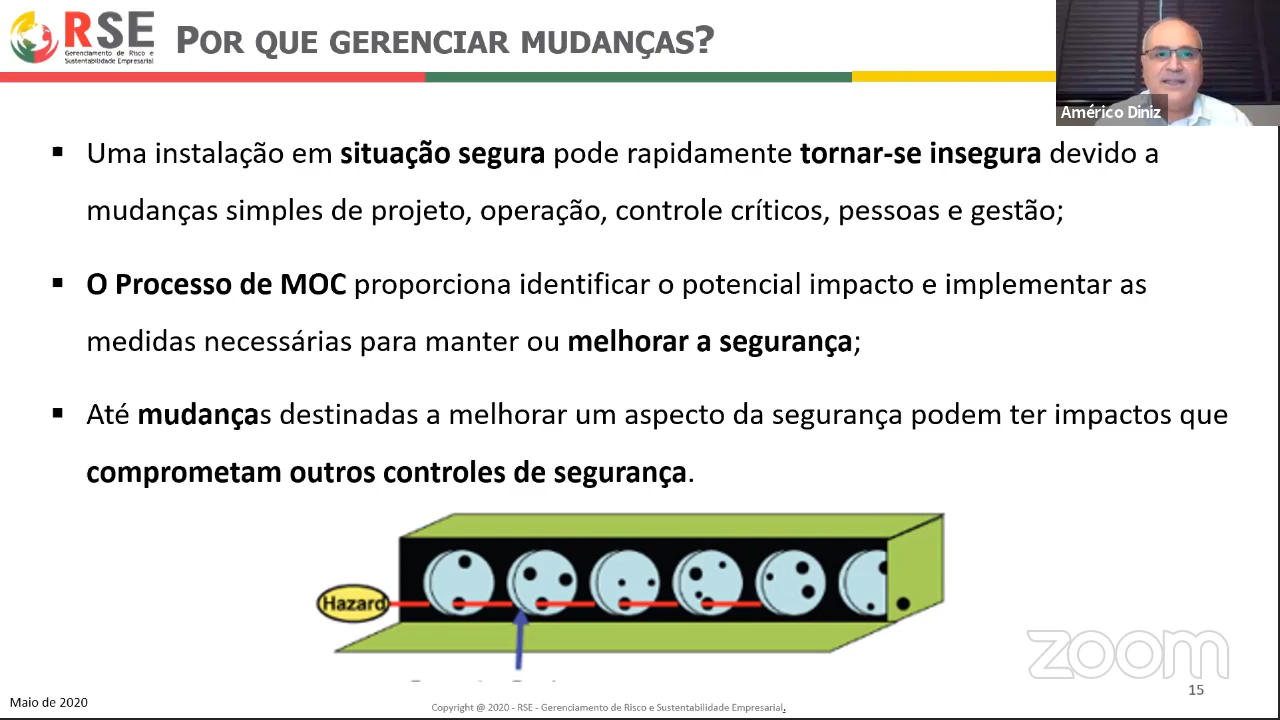 RSE
Gerenciamento de Risco e
Sustentabilidade Empresarial
POR QUE GERENCIAR MUDANÇAS?
Américo Diniz
▪ Uma instalação em situação segura pode rapidamente tornar-se insegura devido a
mudanças simples de projeto, operação, controle críticos, pessoas e gestão;
▪ O Processo de MOC proporciona identificar o potencial impacto e implementar as
medidas necessárias para manter ou melhorar a segurança;
▪ Até mudanças destinadas a melhorar um aspecto da segurança podem ter impactos que
comprometam outros controles de segurança.
Hazard
zoom
15
Maio de 2020
Copyright @ 2020 - RSE - Gerenciamento de Risco e Sustentabilidade Empresarial.